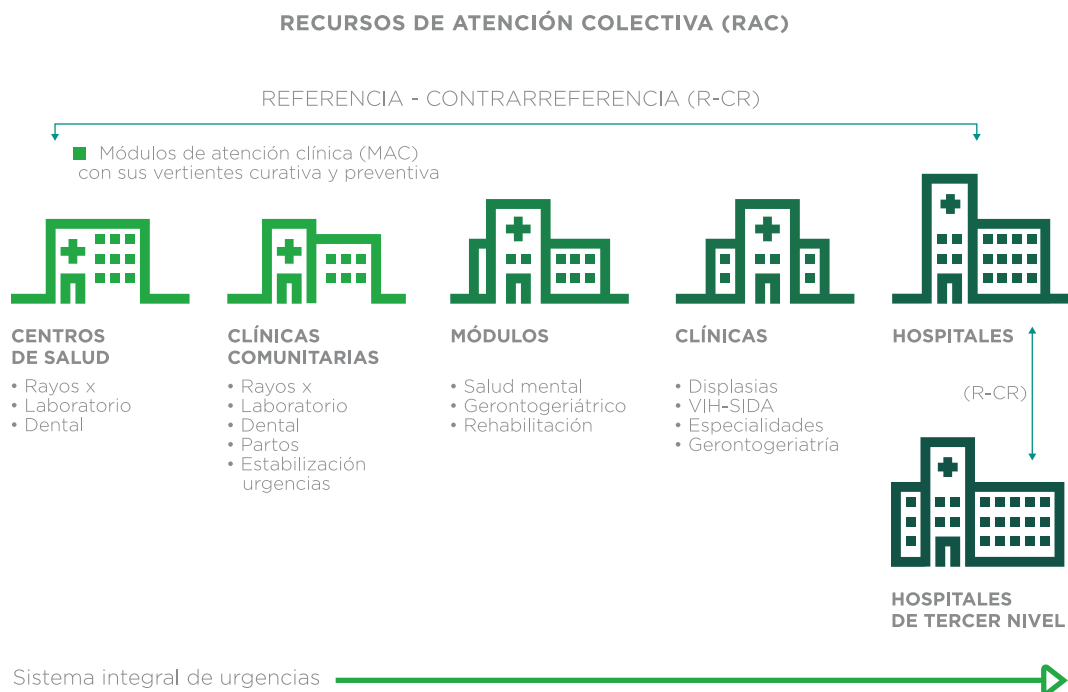 RECURSOS DE ATENCIÓN COLECTIVA (RAC)
REFERENCIA - CONTRARREFERENCIA (R-CR)
Módulos de atención clínica (MAC)
con sus vertientes curativa y preventiva
CENTROS
DE SALUD
• Rayos x
• Laboratorio
• Dental
CLÍNICAS
COMUNITARIAS
• Rayos x
• Laboratorio
• Dental
• Partos
• Estabilización
urgencias
MÓDULOS
• Salud mental
• Gerontogeriátrico
• Rehabilitación
CLÍNICAS
• Displasias
• VIH-SIDA
• Especialidades
• Gerontogeriatría
HOSPITALES
(R-CR)
HOSPITALES
DE TERCER NIVEL
Sistema integral de urgencias